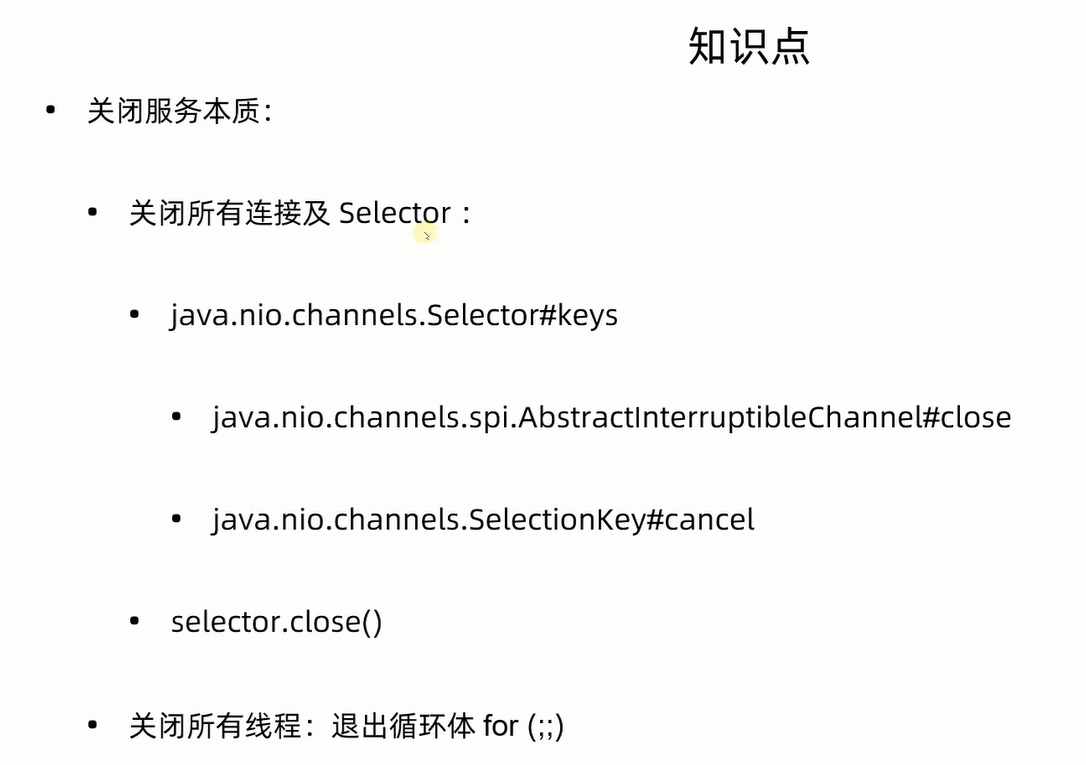 知识点
• 关闭服务本质：
• 关闭所有连接及 Selector ：
• java.nio.channels.Selector#keys
• java.nio.channels.spi.AbstractInterruptibleChannel#close
• java.nio.channels.SelectionKey#cancel
• selector.close()
• 关闭所有线程：退出循环体 for (;;)